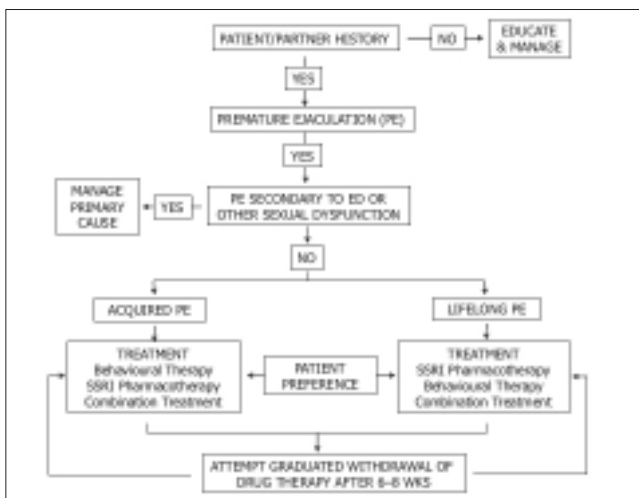 PATIENT/PARTNER HISTORY
NO
EDUCATE
& MANAGE
YES
PREMATURE EJACULATION (PE)
YES
MANAGE
PRIMARY
CAUSE
YES
PE SECONDARY TO ED OR
OTHER SEXUAL DYSFUNCTION
NO
ACQUIRED PE
LIFELONG PE
TREATMENT
Behavioural Therapy
SSRI Pharmacotherapy
Combination Treatment
PATIENT
PREFERENCE
TREATMENT
SSRI Pharmacotherapy
Behavioural Therapy
Combination Treatment
ATTEMPT GRADUATED WITHDRAWAL OF
DRUG THERAPY AFTER 6-8 WKS